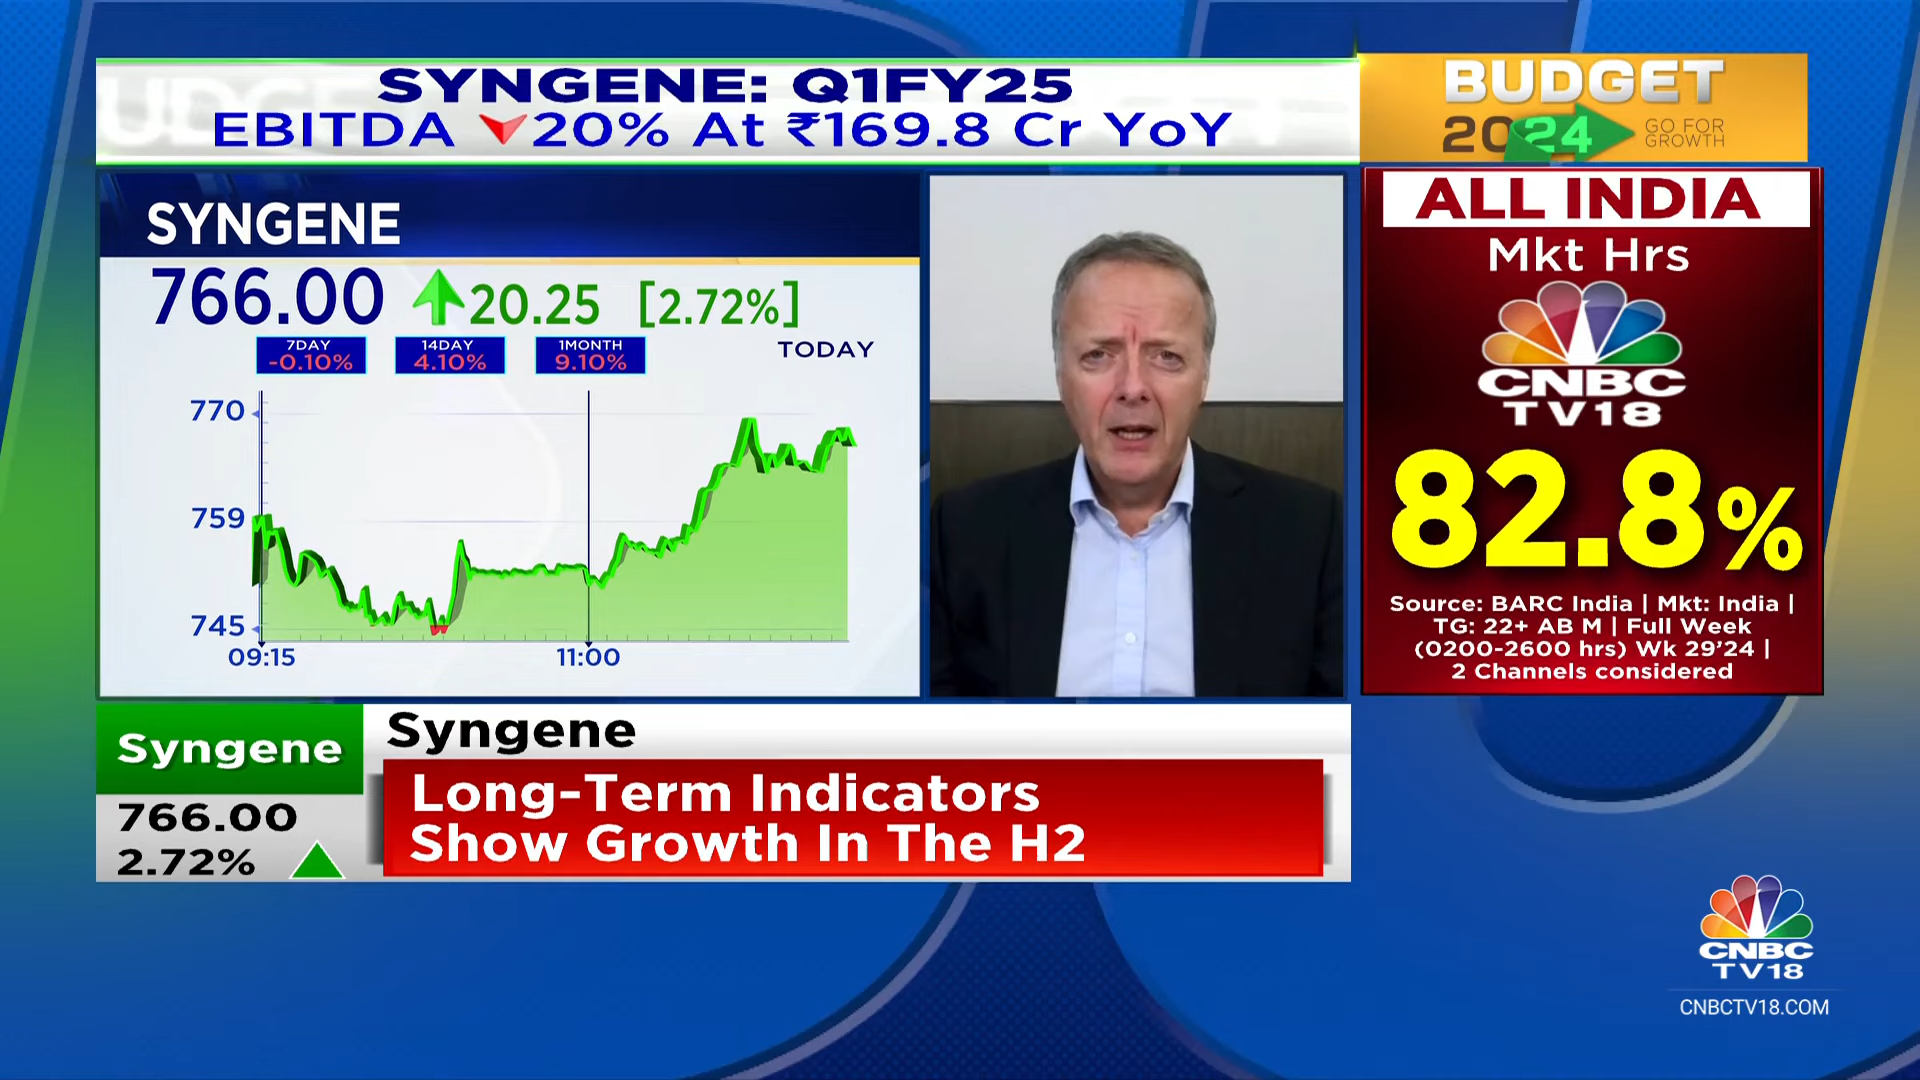 SYNGENE: Q1FY25
EBITDA 20% At ₹169.8 Cr YoY
BUDGET
2024
GO FOR
GROWTH
SYNGENE
766.00 20.25 [2.72%]
7DAY
-0.10%
14DAY
4.10%
1MONTH
9.10%
TODAY
770
759
745
09:15
11:00
ALL INDIA
Mkt Hrs
CNBC
TV18
82.8%
Source: BARC India | Mkt: India |
TG: 22+ AB M | Full Week
(0200-2600 hrs) Wk 29'24 |
2 Channels considered
Syngene
766.00
2.72%
Syngene
Long-Term Indicators
Show Growth In The H2
CNBC
TV18
CNBCTV18.COM